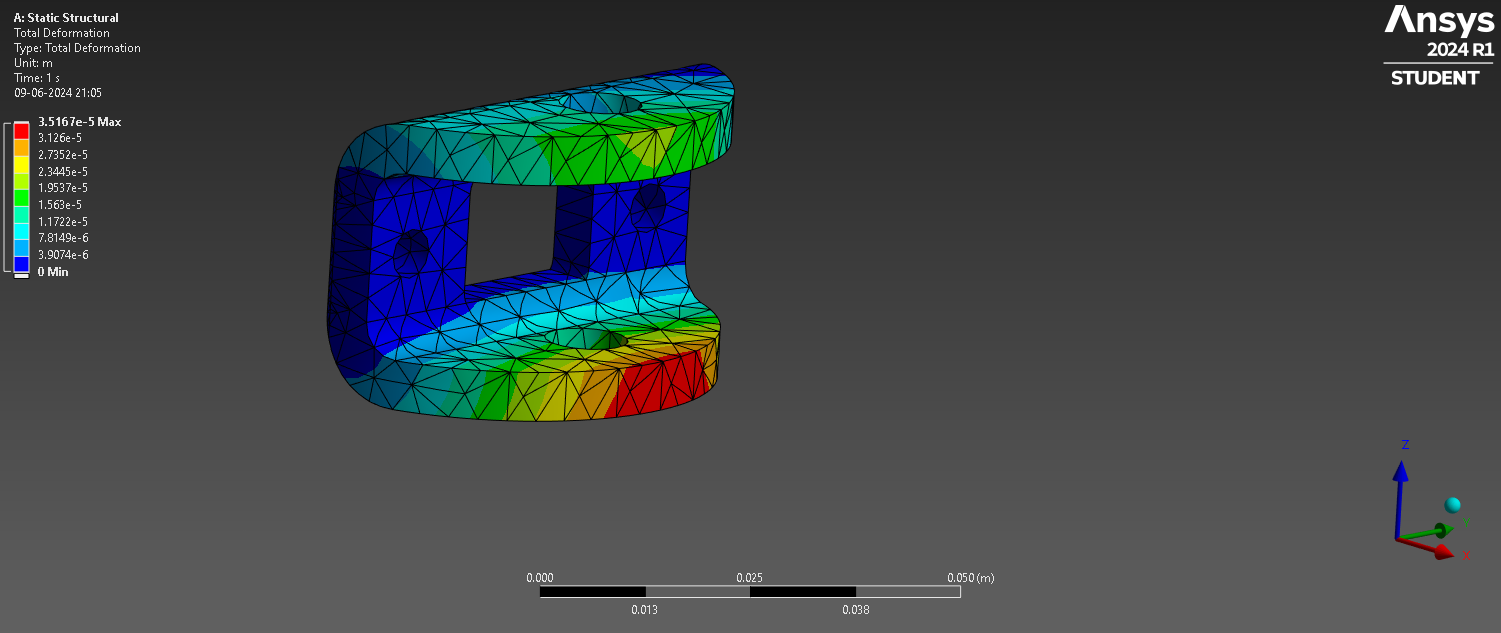 A: Static Structural
Total Deformation
Type: Total Deformation
Unit: m
Time: 1 s
09-06-2024 21:05
3.5167e-5 Max
3.126e-5
2.7352e-5
2.3445e-5
1.9537e-5
1.563e-5
1.1722e-5
7.8149e-6
3.9074e-6
0 Min
Ansys
2024 R1
STUDENT
Z
Y
0.000 0.025 0.050 (m)
0.013 0.038